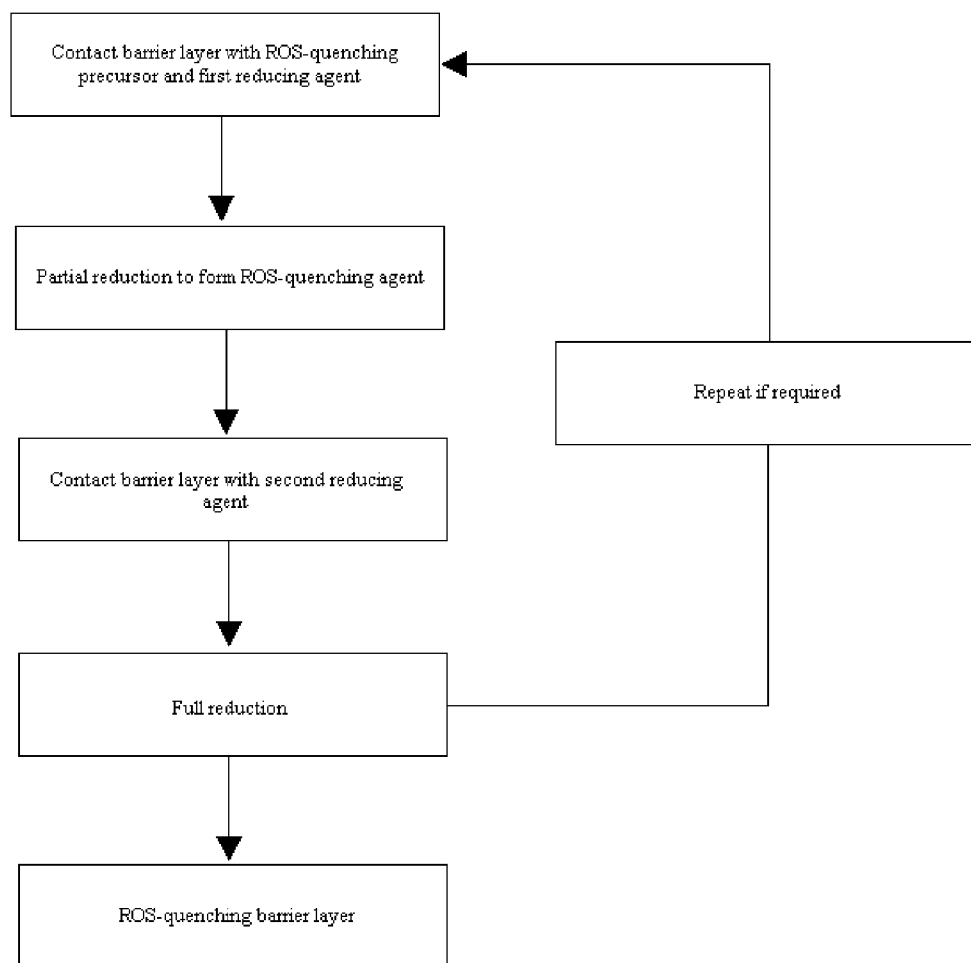 Contact barrier layer with ROS-quenching
precursor and first reducing agent
Partial reduction to form ROS-quenching agent
Repeat if required
Contact barrier layer with second reducing
agent
Full reduction
ROS-quenching barrier layer